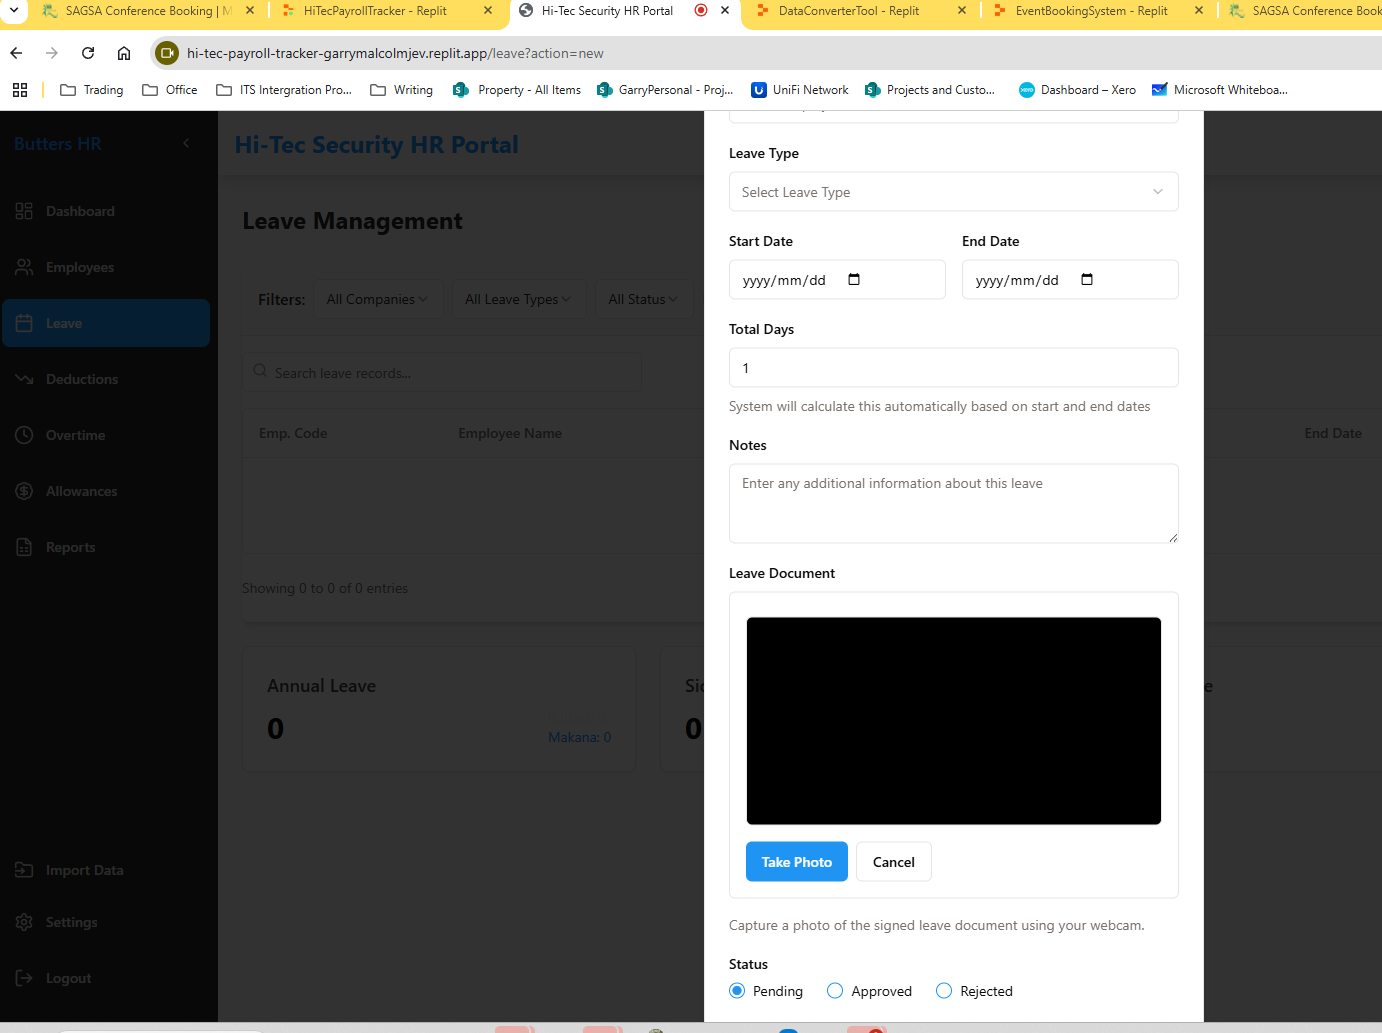 SAGSA Conference Booking | M
HiTecPayrollTracker - Replit
Hi-Tec Security HR Portal
DataConverterTool - Replit
EventBookingSystem - Replit
SAGSA Conference Book
hi-tec-payroll-tracker-garrymalcolmjev.replit.app/leave?action=new
Trading
Office
ITS Intergration Pro...
Writing
Property - All Items
GarryPersonal - Proj...
UniFi Network
Projects and Custo...
Dashboard – Xero
Microsoft Whiteboa...
Butters HR
Hi-Tec Security HR Portal
Dashboard
Employees
Leave
Deductions
Overtime
Allowances
Reports
Import Data
Settings
Logout
Leave Management
Filters:
All Companies
All Leave Types
All Status
Search leave records...
Emp. Code
Employee Name
End Date
Showing 0 to 0 of 0 entries
Annual Leave
0
Makana: 0
Sic
0
e
Leave Type
Select Leave Type
Start Date
End Date
yyyy/mm/dd
yyyy/mm/dd
Total Days
1
System will calculate this automatically based on start and end dates
Notes
Enter any additional information about this leave
Leave Document
Take Photo
Cancel
Capture a photo of the signed leave document using your webcam.
Status
Pending
Approved
Rejected